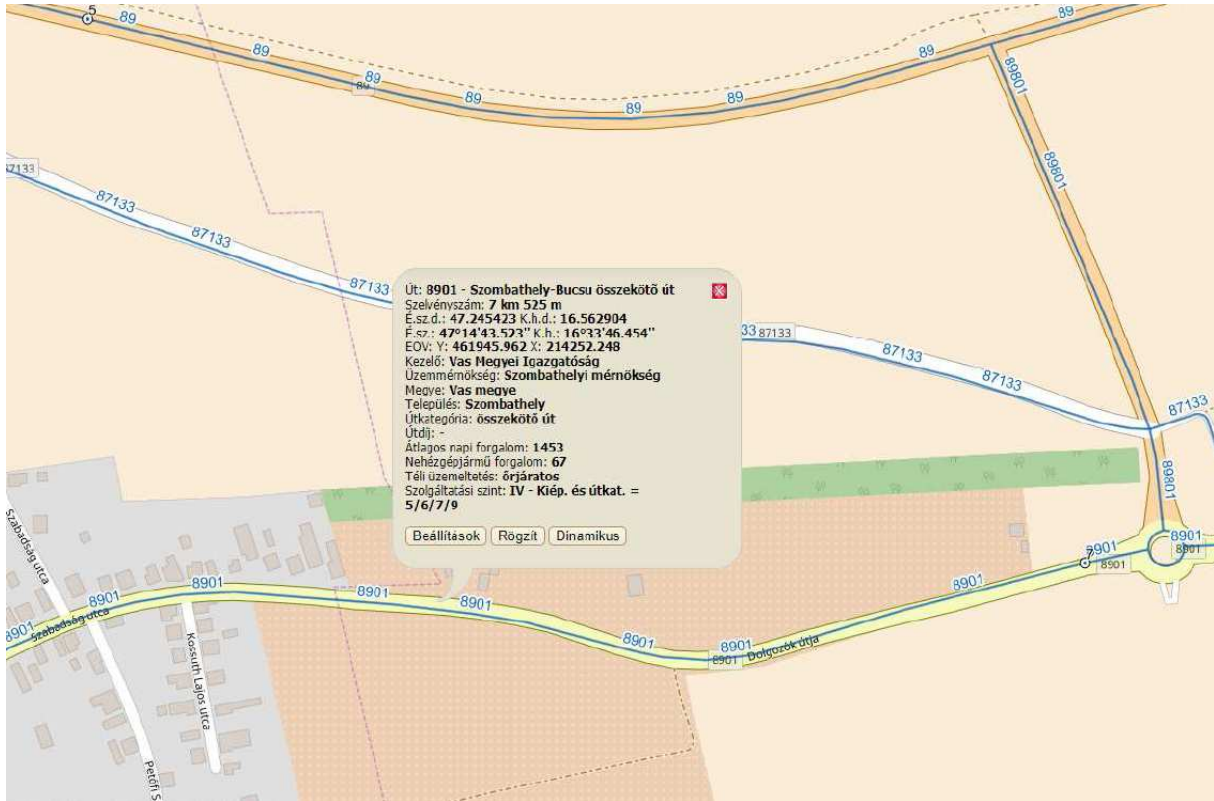 5
89
89
89
89
89
89
89
89
89
89
89801
89801
87133
87133
87133
87133
Út: 8901 - Szombathely-Bucsu összekötő út
Szelvényszám: 7 km 525 m
É.sz.d.: 47.245423 K.h.d.: 16.562904
É.sz.: 47°14'43.523'' K.h.: 16°33'46.454''
EOV: Y: 461945.962 X: 214252.248
Kezelő: Vas Megyei Igazgatóság
Üzemmérnökség: Szombathelyi mérnökség
Megye: Vas megye
Település: Szombathely
Útkategória: összekötő út
Útdíj: -
Átlagos napi forgalom: 1453
Nehézgépjármű forgalom: 67
Téli üzemeltetés: őrjáratos
Szolgáltatási szint: IV - Kiép. és útkat. =
5/6/7/9
Beállítások Rögzít Dinamikus
33 87133
87133
87133
87133
89801
Szabadság utca
8901
8901
8901
Szabadság utca
Kossuth Lajos utca
Petőfi S
8901
8901
8901
8901
8901
Dolgozók útja
8901
7
8901
8901
8901
8901